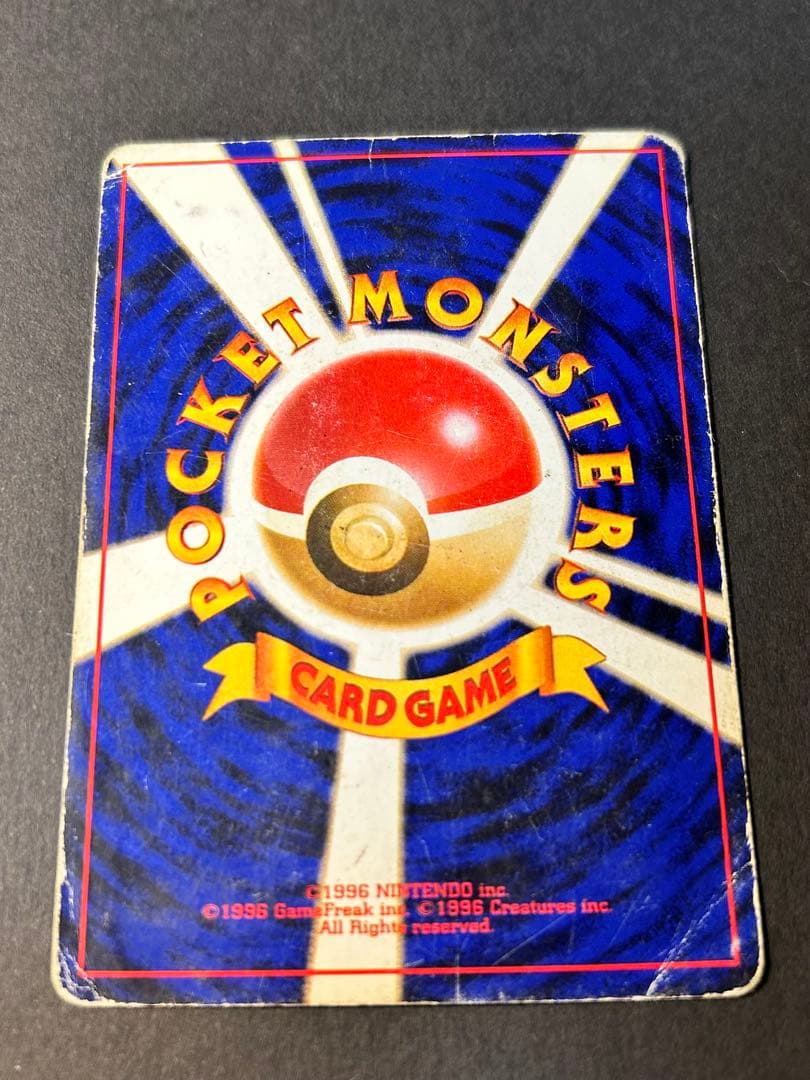 POCKET MONSTERS
CARD GAME
©1996 NINTENDO inc.
©1996 GameFreak inc. ©1996 Creatures inc.
All Rights reserved.